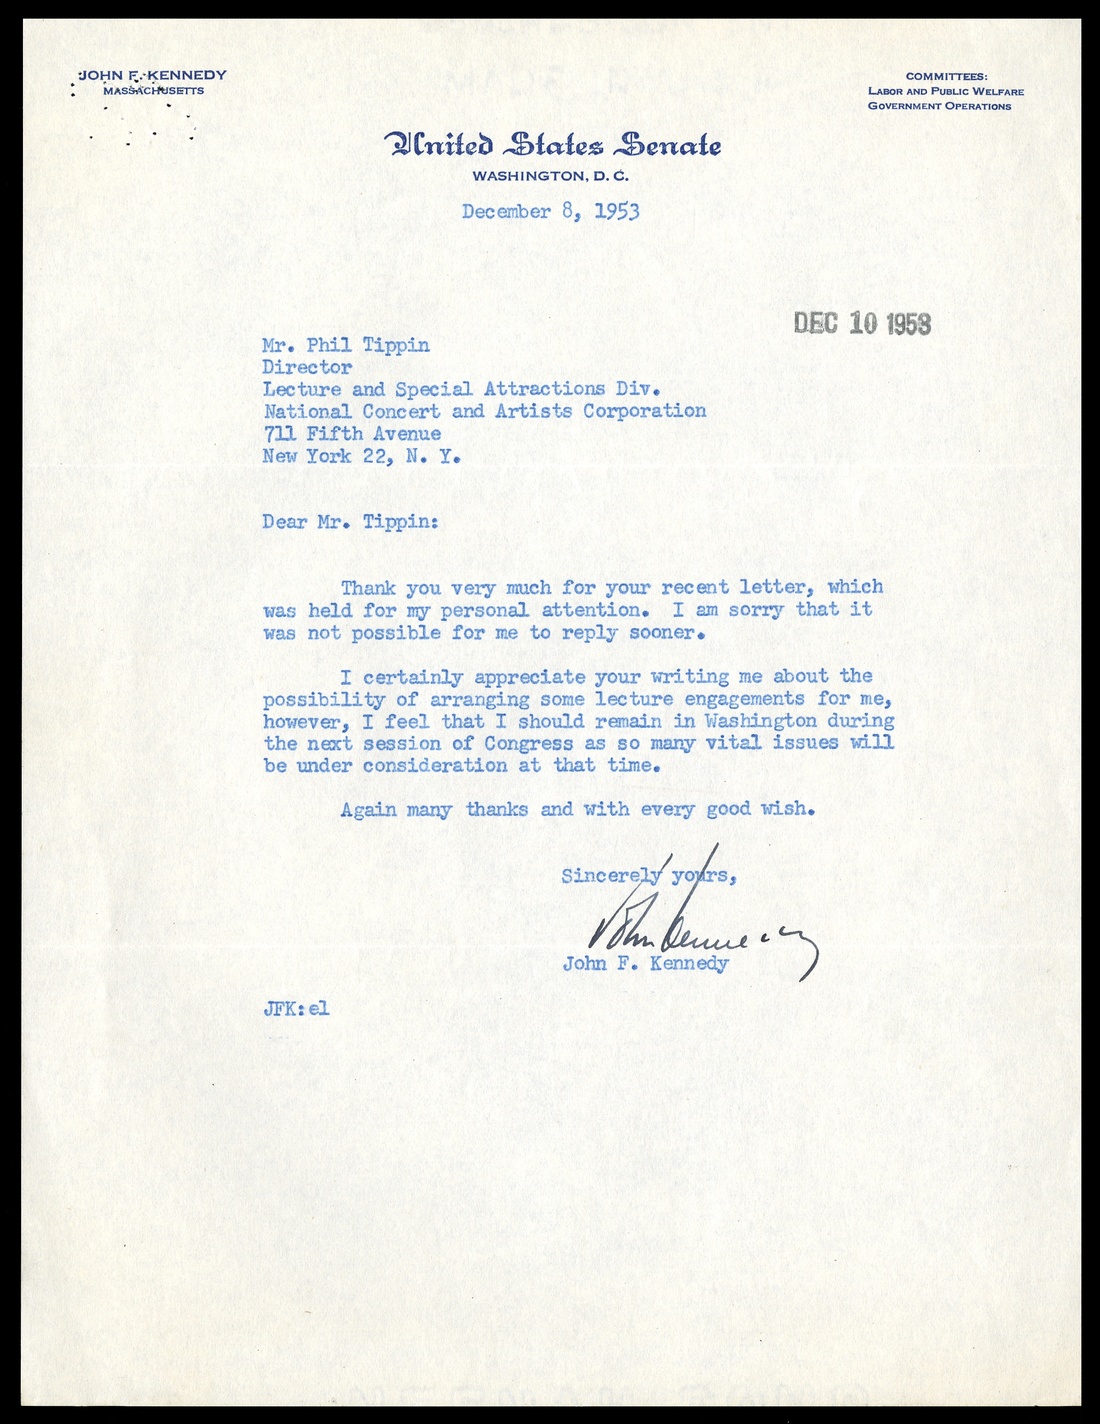 JOHN F. KENNEDY
MASSACHUSETTS
COMMITTEES:
LABOR AND PUBLIC WELFARE
GOVERNMENT OPERATIONS
United States Senate
WASHINGTON, D. C.
December 8, 1953
DEC 10 1953
Mr. Phil Tippin
Director
Lecture and Special Attractions Div.
National Concert and Artists Corporation
711 Fifth Avenue
New York 22, N. Y.
Dear Mr. Tippin:
Thank you very much for your recent letter, which
was held for my personal attention.  I am sorry that it
was not possible for me to reply sooner.
I certainly appreciate your writing me about the
possibility of arranging some lecture engagements for me,
however, I feel that I should remain in Washington during
the next session of Congress as so many vital issues will
be under consideration at that time.
Again many thanks and with every good wish.
Sincerely yours,
John Kennedy
John F. Kennedy
JFK:el